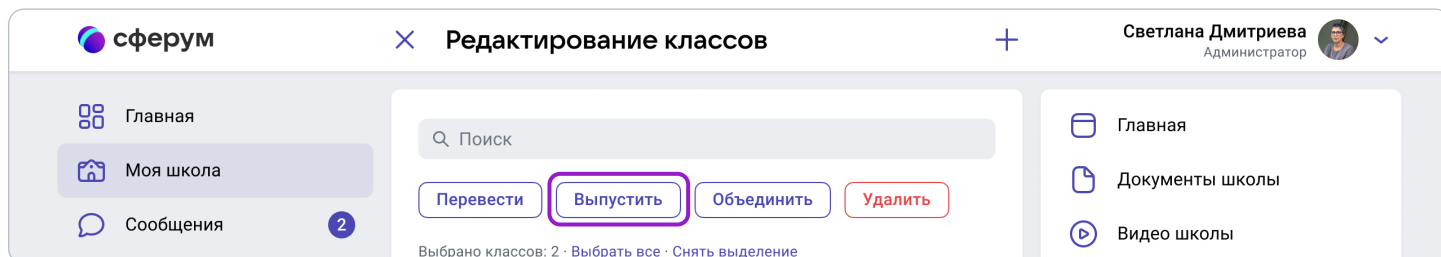 сферум
Редактирование классов
Светлана Дмитриева
Администратор
Главная
Моя школа
Сообщения 2
Поиск
Перевести Выпустить Объединить Удалить
Выбрано классов: 2 · Выбрать все · Снять выделение
Главная
Документы школы
Видео школы